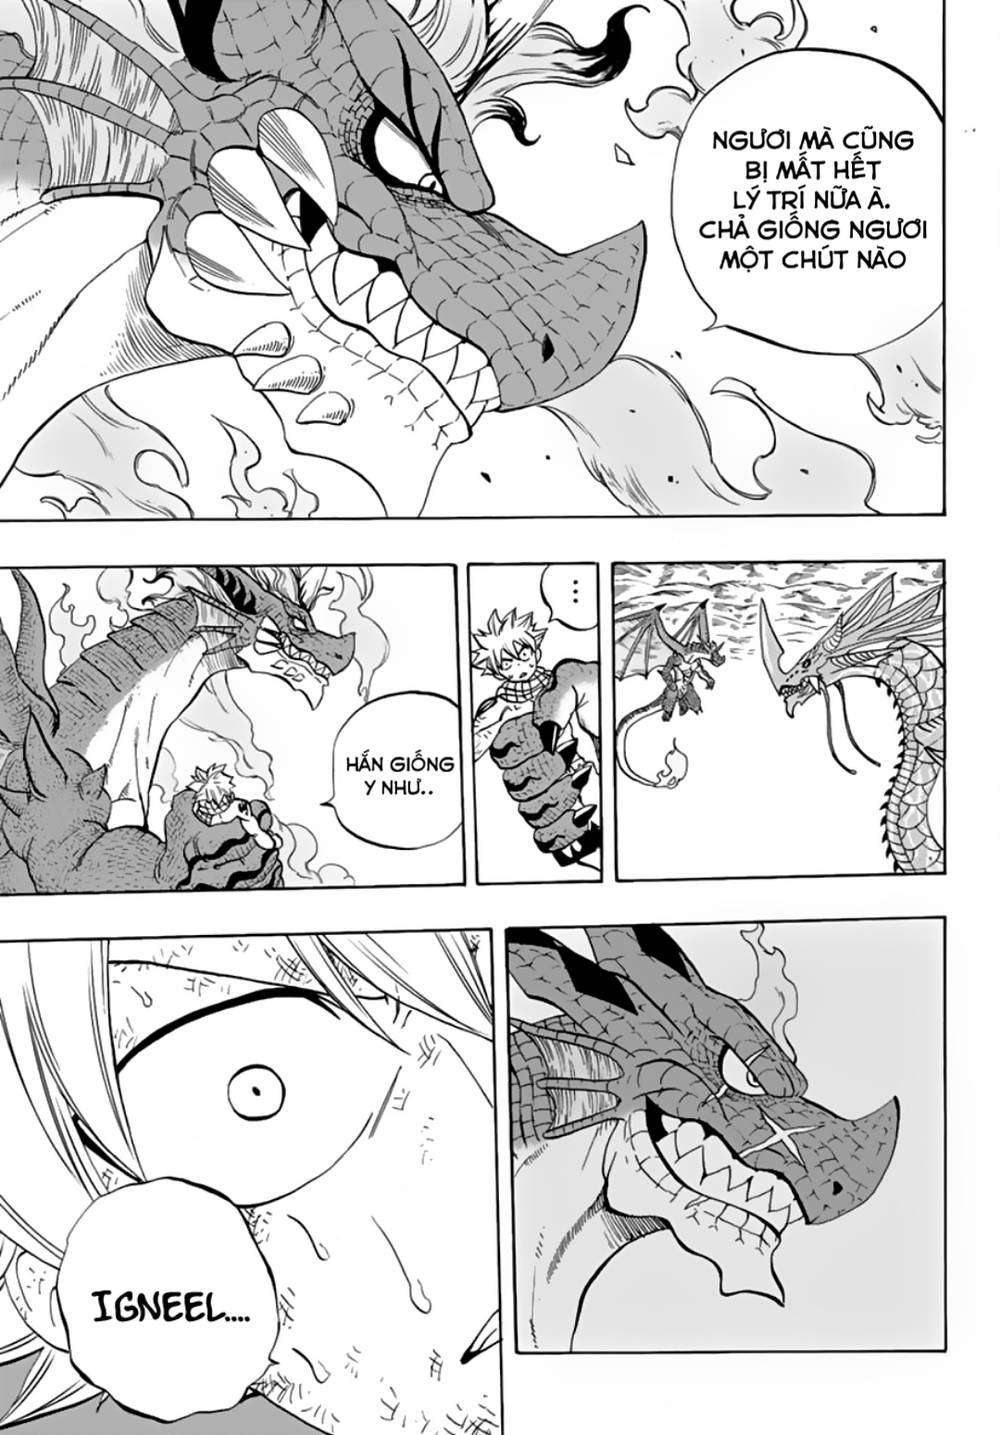 NGƯƠI MÀ CŨNG
BỊ MẤT HẾT
LÝ TRÍ NỮA À.
CHẢ GIỐNG NGƯƠI
MỘT CHÚT NÀO
...
HẮN GIỐNG
Y NHƯ..
IGNEEL....